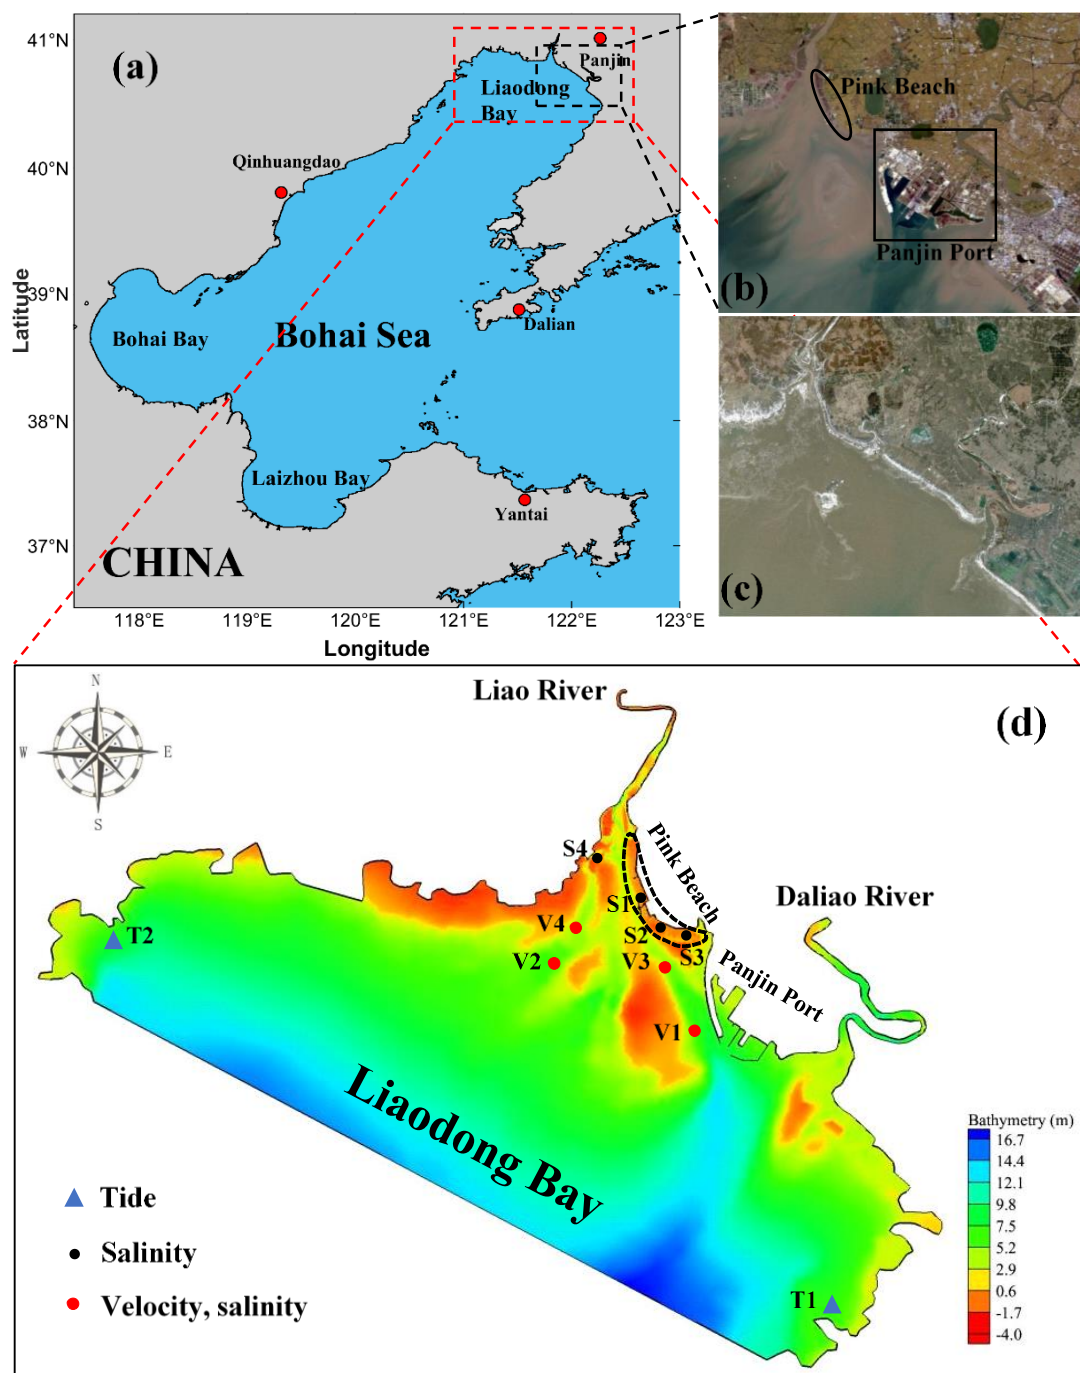 (a)
41°N
40°N
39°N
38°N
37°N
Latitude
118°E
119°E
120°E
121°E
122°E
123°E
Longitude
Panjin
Liaodong
Bay
Qinhuangdao
Bohai Bay
Bohai Sea
Dalian
Laizhou Bay
Yantai
CHINA
Pink Beach
Panjin Port
(b)
(c)
(d)
N
W
E
S
Liao River
Daliao River
Pink Beach
Panjin Port
S4
S1
S2
S3
V4
V2
V3
V1
T2
T1
Liaodong Bay
Tide
Salinity
Velocity, salinity
Bathymetry (m)
16.7
14.4
12.1
9.8
7.5
5.2
2.9
0.6
-1.7
-4.0